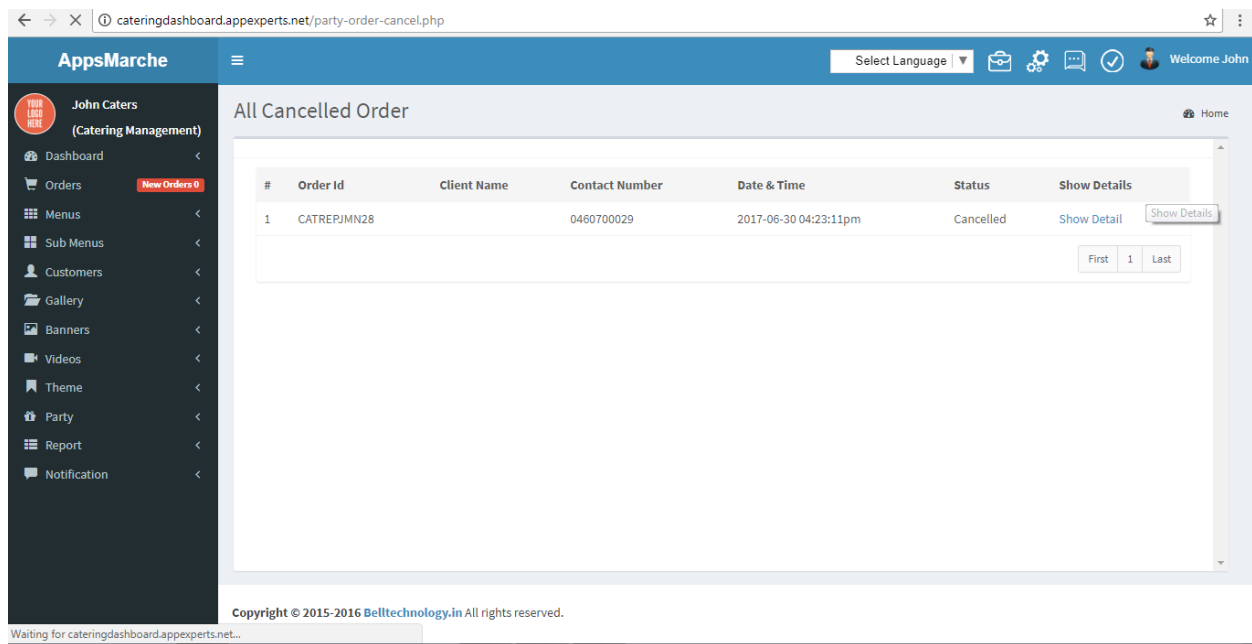 cateringdashboard.appexperts.net/party-order-cancel.php
AppsMarche
Select Language ▼
Welcome John
YOUR
LOGO
HERE
John Caters
(Catering Management)
All Cancelled Order
Home
Dashboard
Orders New Orders 0
Menus
Sub Menus
Customers
Gallery
Banners
Videos
Theme
Party
Report
Notification
# Order Id Client Name Contact Number Date & Time Status Show Details
1 CATREPJMN28 0460700029 2017-06-30 04:23:11pm Cancelled Show Detail
Show Details
First 1 Last
Copyright © 2015-2016 Belltechnology.in All rights reserved.
Waiting for cateringdashboard.appexperts.net...